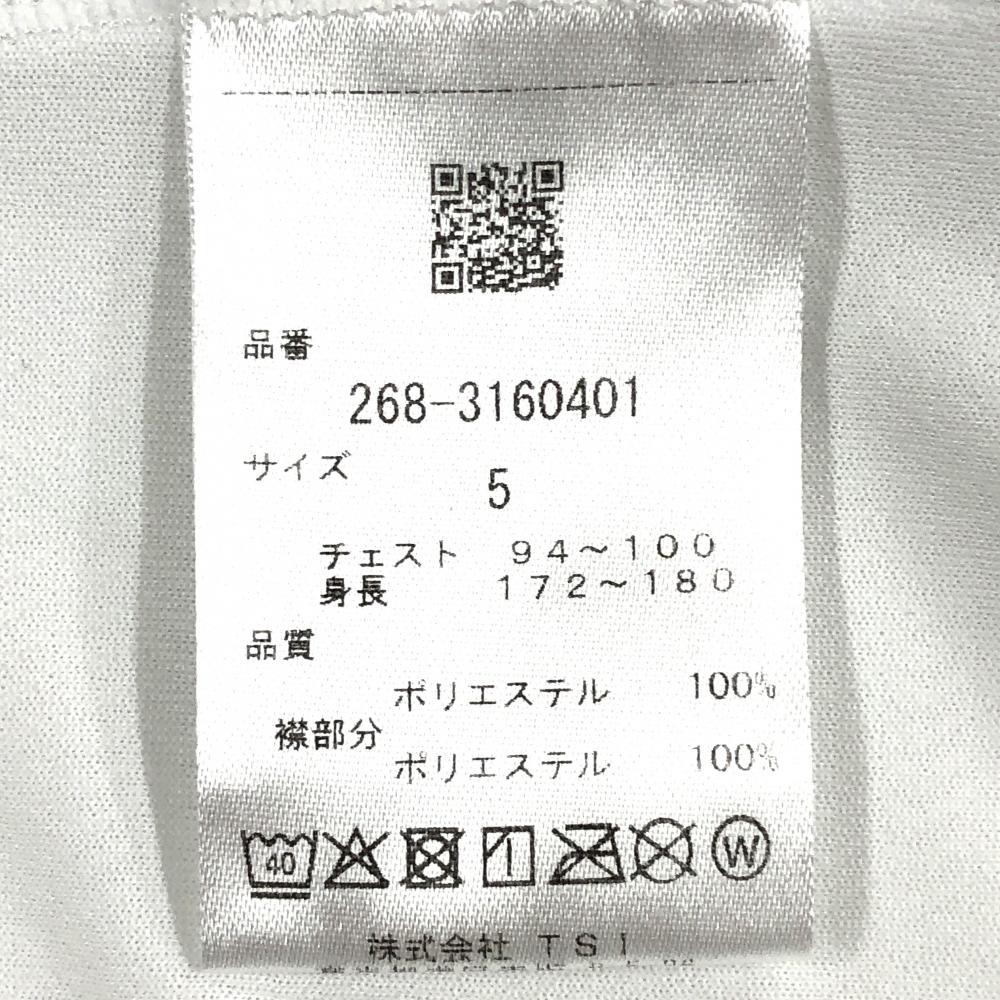 品番
268-3160401
サイズ
5
チェスト 94～100
身長 172～180
品質
ポリエステル 100%
襟部分
ポリエステル 100%
40 W
株式会社 TSI